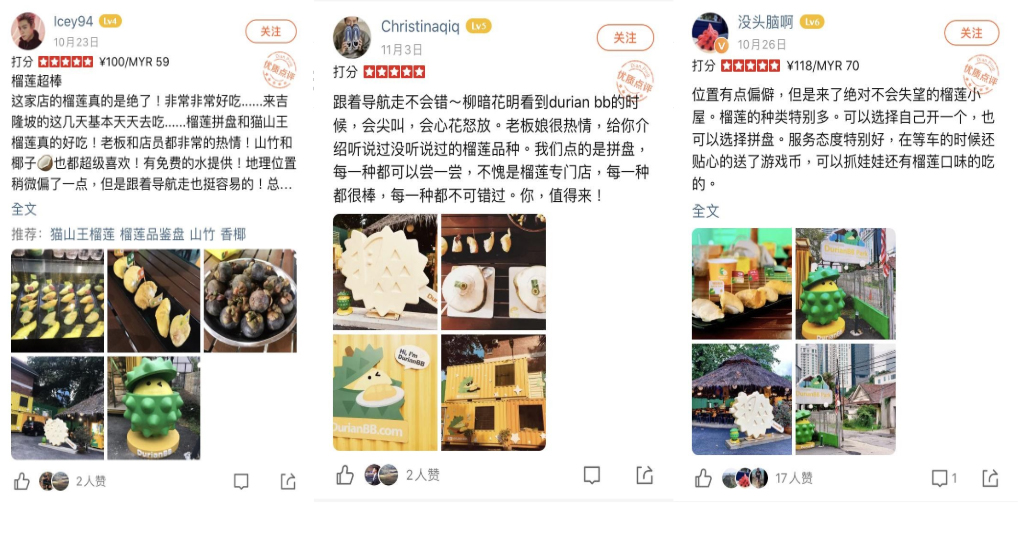 Icey94 Lv4
10月23日
关注
打分 ¥100/MYR 59
优质点评
榴莲超棒
这家店的榴莲真的是绝了！非常非常好吃......来吉
隆坡的这几天基本天天去吃......榴莲拼盘和猫山王
榴莲真的好吃！老板和店员都非常的热情！山竹和
椰子🥥也都超级喜欢！有免费的水提供！地理位置
稍微偏了一点，但是跟着导航走也挺容易的！总...
全文
推荐：猫山王榴莲 榴莲品鉴盘 山竹 香椰
DurianBB
2人赞
Christinaqiq Lv5
11月3日
关注
打分
优质点评
跟着导航走不会错～柳暗花明看到durian bb的时
候，会尖叫，会心花怒放。老板娘很热情，给你介
绍听说过没听说过的榴莲品种。我们点的是拼盘，
每一种都可以尝一尝，不愧是榴莲专门店，每一种
都很棒，每一种都不可错过。你，值得来！
Hi, I'm
DurianBB
DurianBB.com
2人赞
没头脑啊 Lv6
V
10月26日
关注
打分 ¥118/MYR 70
优质点评
位置有点偏僻，但是来了绝对不会失望的榴莲小
屋。榴莲的种类特别多。可以选择自己开一个，也
可以选择拼盘。服务态度特别好，在等车的时候还
贴心的送了游戏币，可以抓娃娃还有榴莲口味的吃
的。
全文
17人赞
1